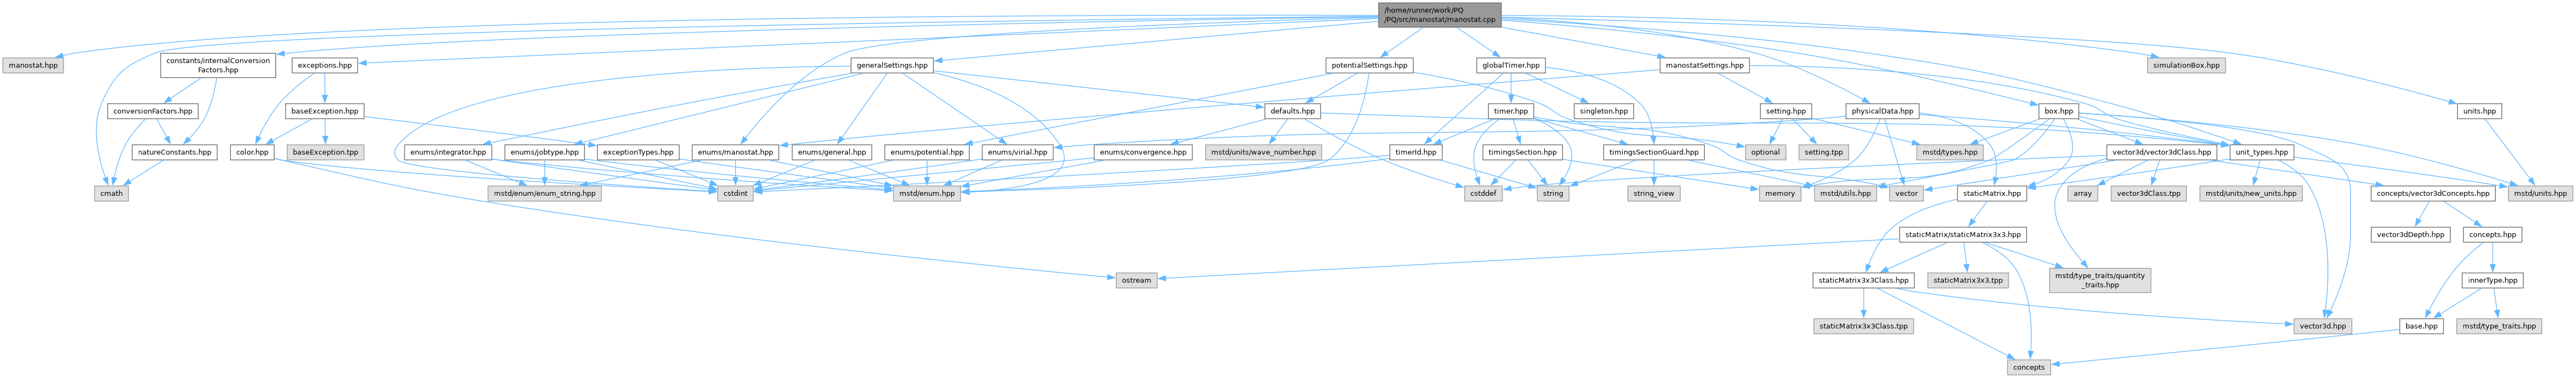 /home/runner/work/PQ
/PQ/src/manostat/manostat.cpp
manostat.hpp
constants/internalConversion
Factors.hpp
exceptions.hpp
generalSettings.hpp
potentialSettings.hpp
globalTimer.hpp
manostatSettings.hpp
simulationBox.hpp
conversionFactors.hpp
baseException.hpp
defaults.hpp
timer.hpp
singleton.hpp
setting.hpp
physicalData.hpp
box.hpp
units.hpp
natureConstants.hpp
color.hpp
baseException.tpp
enums/integrator.hpp
enums/jobtype.hpp
exceptionTypes.hpp
enums/manostat.hpp
enums/general.hpp
enums/potential.hpp
enums/virial.hpp
enums/convergence.hpp
mstd/units/wave_number.hpp
timerId.hpp
timingsSection.hpp
timingsSectionGuard.hpp
optional
setting.tpp
mstd/types.hpp
vector3d/vector3dClass.hpp
unit_types.hpp
cmath
mstd/enum/enum_string.hpp
cstdint
mstd/enum.hpp
cstddef
string
string_view
memory
mstd/utils.hpp
vector
staticMatrix.hpp
array
vector3dClass.tpp
mstd/units/new_units.hpp
concepts/vector3dConcepts.hpp
mstd/units.hpp
staticMatrix/staticMatrix3x3.hpp
vector3dDepth.hpp
concepts.hpp
ostream
staticMatrix3x3Class.hpp
staticMatrix3x3.tpp
mstd/type_traits/quantity
_traits.hpp
innerType.hpp
staticMatrix3x3Class.tpp
vector3d.hpp
base.hpp
mstd/type_traits.hpp
concepts